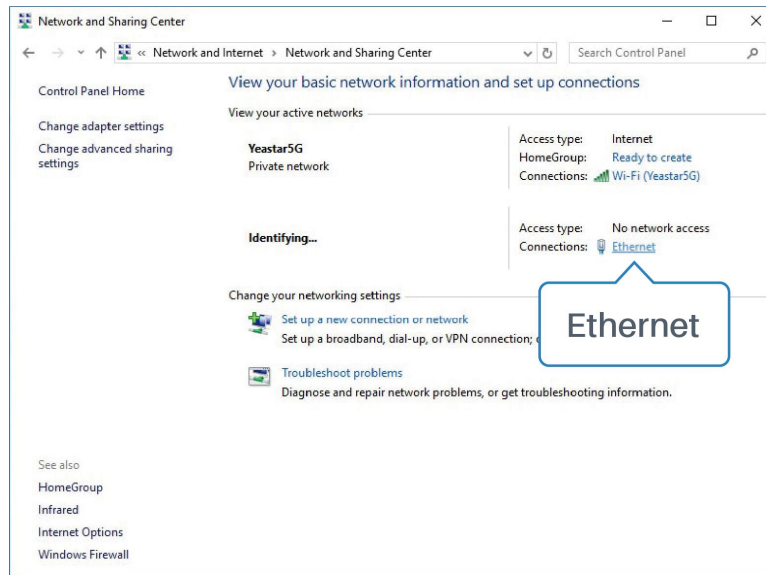 Network and Sharing Center
« Network and Internet > Network and Sharing Center
Search Control Panel
Control Panel Home
Change adapter settings
Change advanced sharing
settings
View your basic network information and set up connections
View your active networks
Yeastar5G
Private network
Access type: Internet
HomeGroup: Ready to create
Connections: Wi-Fi (Yeastar5G)
Identifying...
Access type: No network access
Connections: Ethernet
Ethernet
Change your networking settings
Set up a new connection or network
Set up a broadband, dial-up, or VPN connection;
Troubleshoot problems
Diagnose and repair network problems, or get troubleshooting information.
See also
HomeGroup
Infrared
Internet Options
Windows Firewall